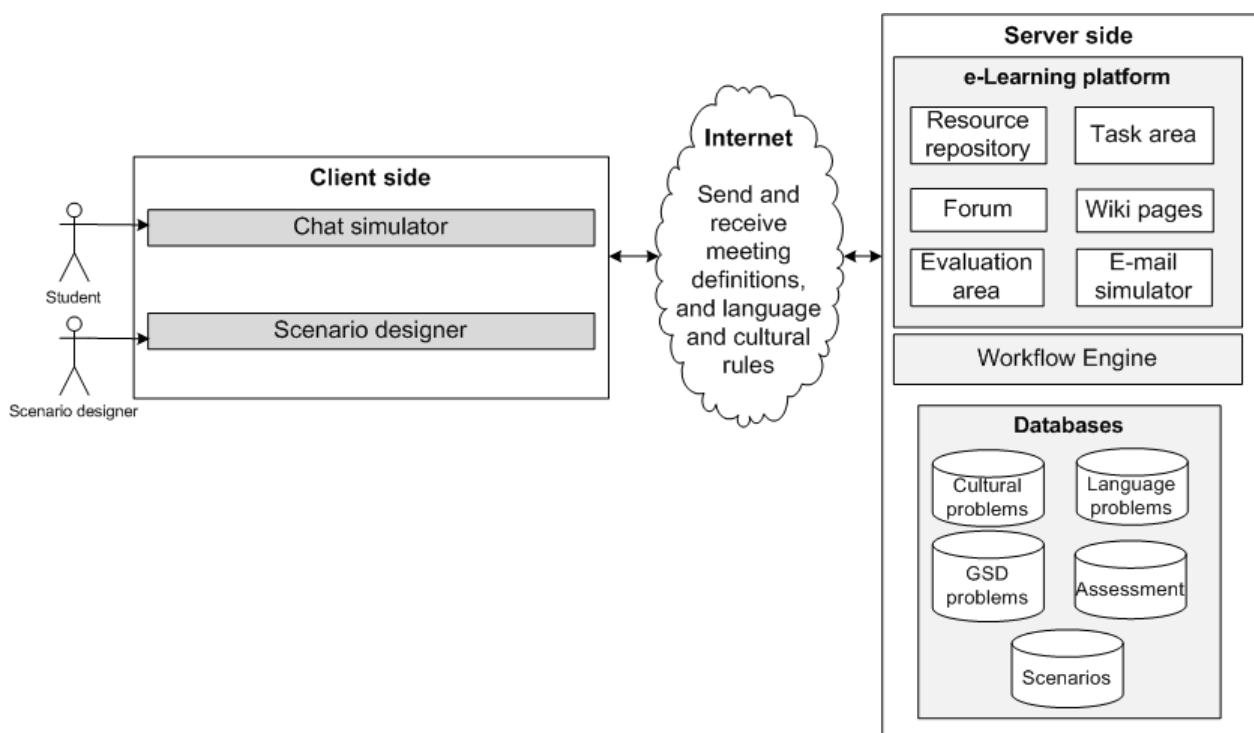 Client side
Chat simulator
Scenario designer
Student
Scenario designer
Internet
Send and
receive
meeting
definitions,
and language
and cultural
rules
Server side
e-Learning platform
Resource
repository
Task area
Forum
Wiki pages
Evaluation
area
E-mail
simulator
Workflow Engine
Databases
Cultural
problems
Language
problems
GSD
problems
Assessment
Scenarios